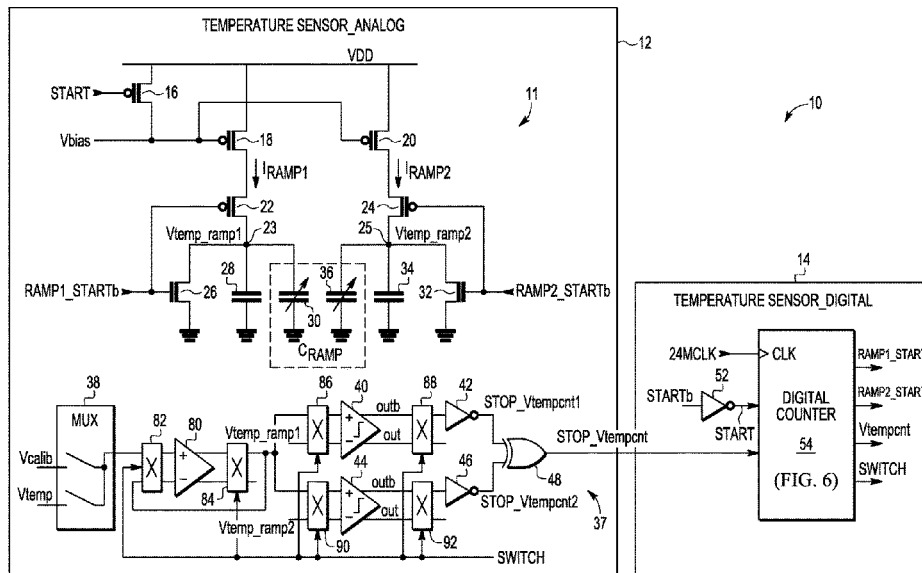 TEMPERATURE SENSOR_ANALOG
12
VDD
START
16
11
10
Vbias
18
20
IRAMP1
IRAMP2
22
24
Vtemp_ramp1
23
25
Vtemp_ramp2
14
RAMP1_STARTb
26
28
30
36
34
32
RAMP2_STARTb
CRAMP
TEMPERATURE SENSOR_DIGITAL
24MCLK
CLK
RAMP1_START
STARTb
52
START
DIGITAL
COUNTER
54
(FIG. 6)
RAMP2_START
Vtempcnt
SWITCH
38
MUX
Vcalib
Vtemp
82
80
+
−
84
Vtemp_ramp1
Vtemp_ramp2
86
40
+
−
outb
out
88
42
STOP_Vtempcnt1
STOP_Vtempcnt
48
44
+
−
outb
out
46
STOP_Vtempcnt2
90
92
37
SWITCH